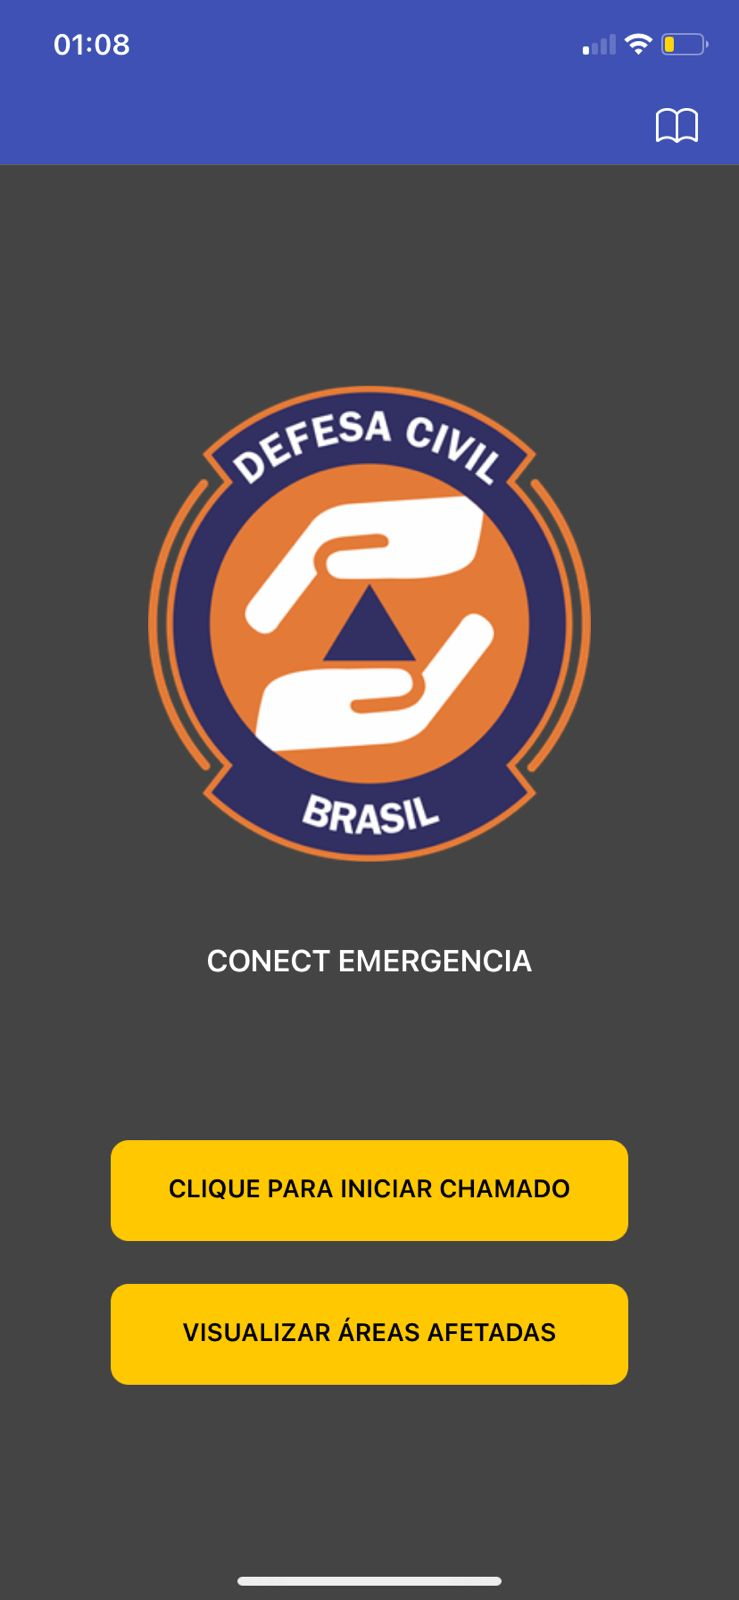 01:08
DEFESA CIVIL
BRASIL
CONECT EMERGENCIA
CLIQUE PARA INICIAR CHAMADO
VISUALIZAR ÁREAS AFETADAS